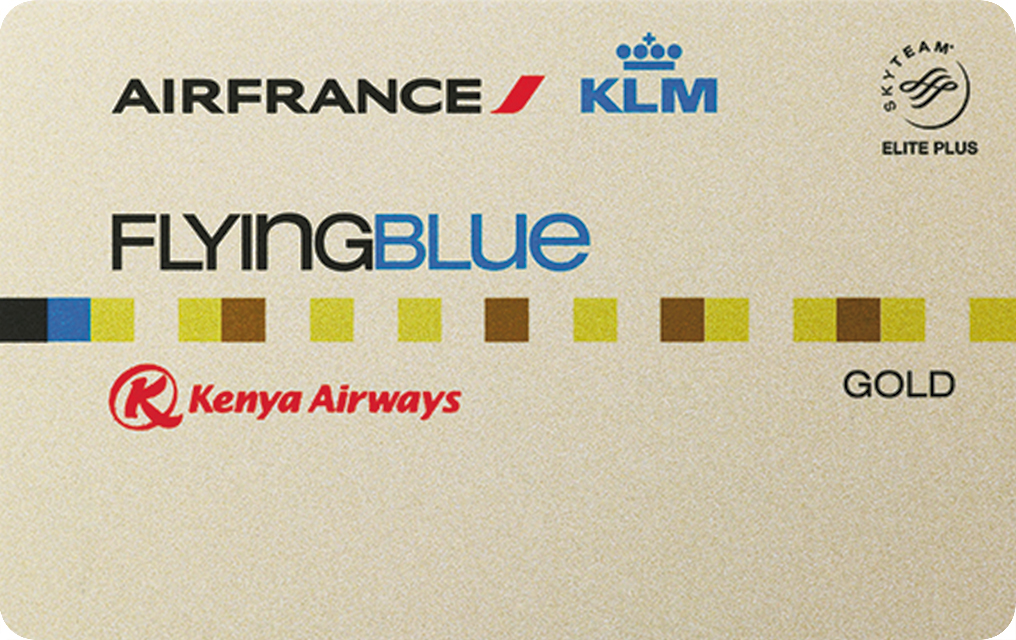 AIRFRANCE KLM
SKYTEAM
ELITE PLUS
FLYINGBLUE
Kenya Airways
GOLD